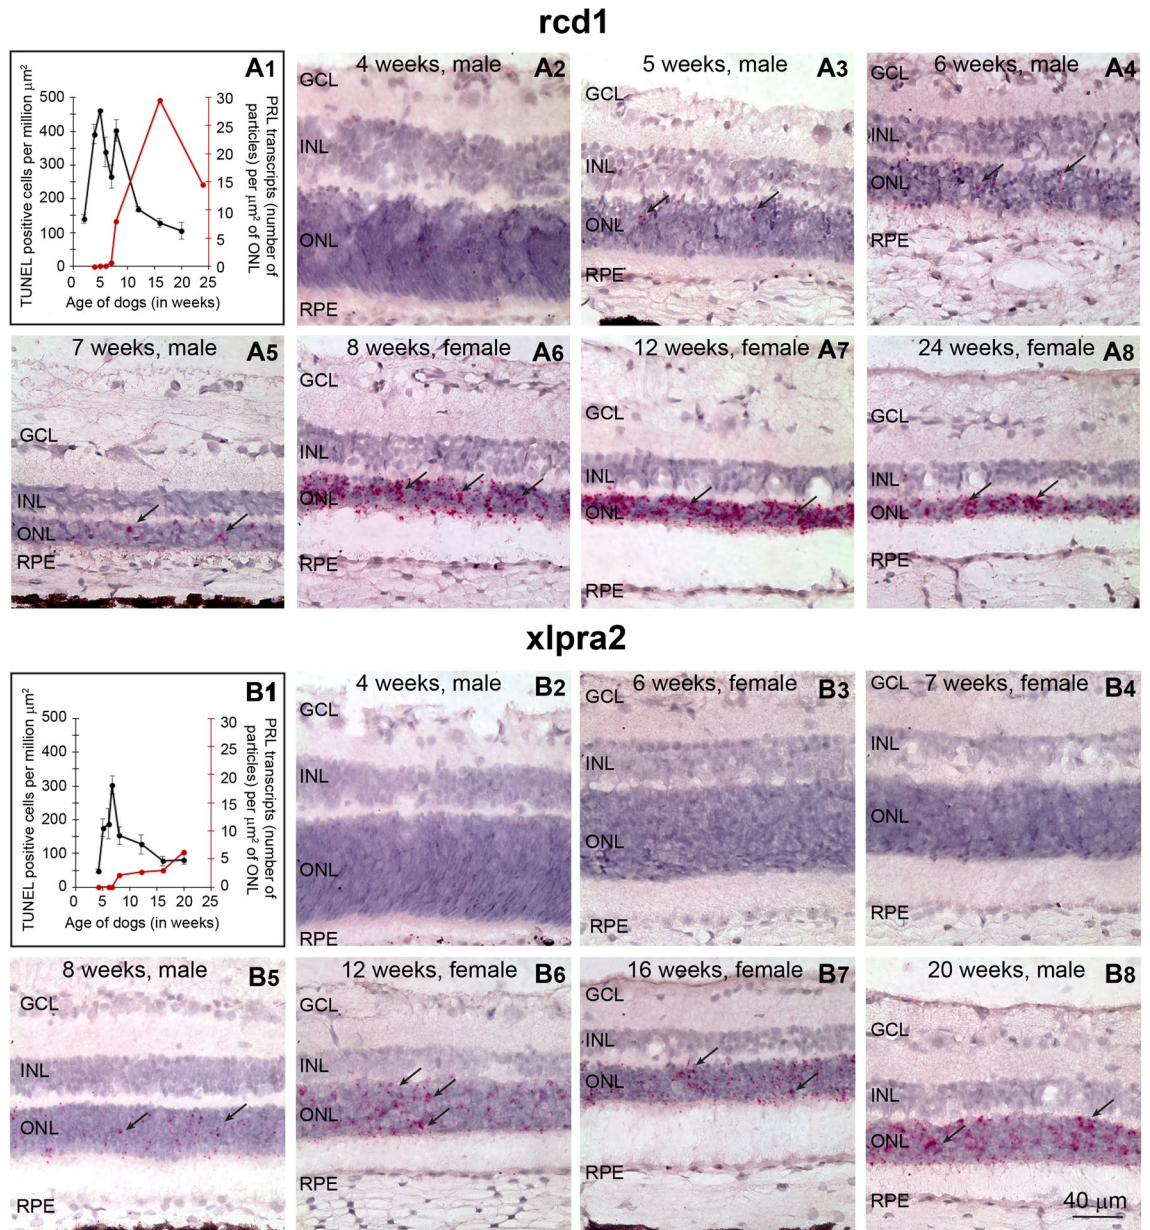 rcd1
A1
500
400
300
200
100
0
30
25
20
15
10
5
0
0 5 10 15 20 25
TUNEL positive cells per million µm²
PRL transcripts (number of
particles) per µm² of ONL
Age of dogs (in weeks)
4 weeks, male A2
GCL
INL
ONL
RPE
5 weeks, male A3
GCL
INL
ONL
RPE
6 weeks, male A4
GCL
INL
ONL
RPE
7 weeks, male A5
GCL
INL
ONL
RPE
8 weeks, female A6
GCL
INL
ONL
RPE
12 weeks, female A7
GCL
INL
ONL
RPE
24 weeks, female A8
GCL
INL
ONL
RPE
xlpra2
B1
500
400
300
200
100
0
30
25
20
15
10
5
0
0 5 10 15 20 25
TUNEL positive cells per million µm²
PRL transcripts (number of
particles) per µm² of ONL
Age of dogs (in weeks)
4 weeks, male B2
GCL
INL
ONL
RPE
6 weeks, female B3
GCL
INL
ONL
RPE
7 weeks, female B4
GCL
INL
ONL
RPE
8 weeks, male B5
GCL
INL
ONL
RPE
12 weeks, female B6
GCL
INL
ONL
RPE
16 weeks, female B7
GCL
INL
ONL
RPE
20 weeks, male B8
GCL
INL
ONL
RPE
40 µm